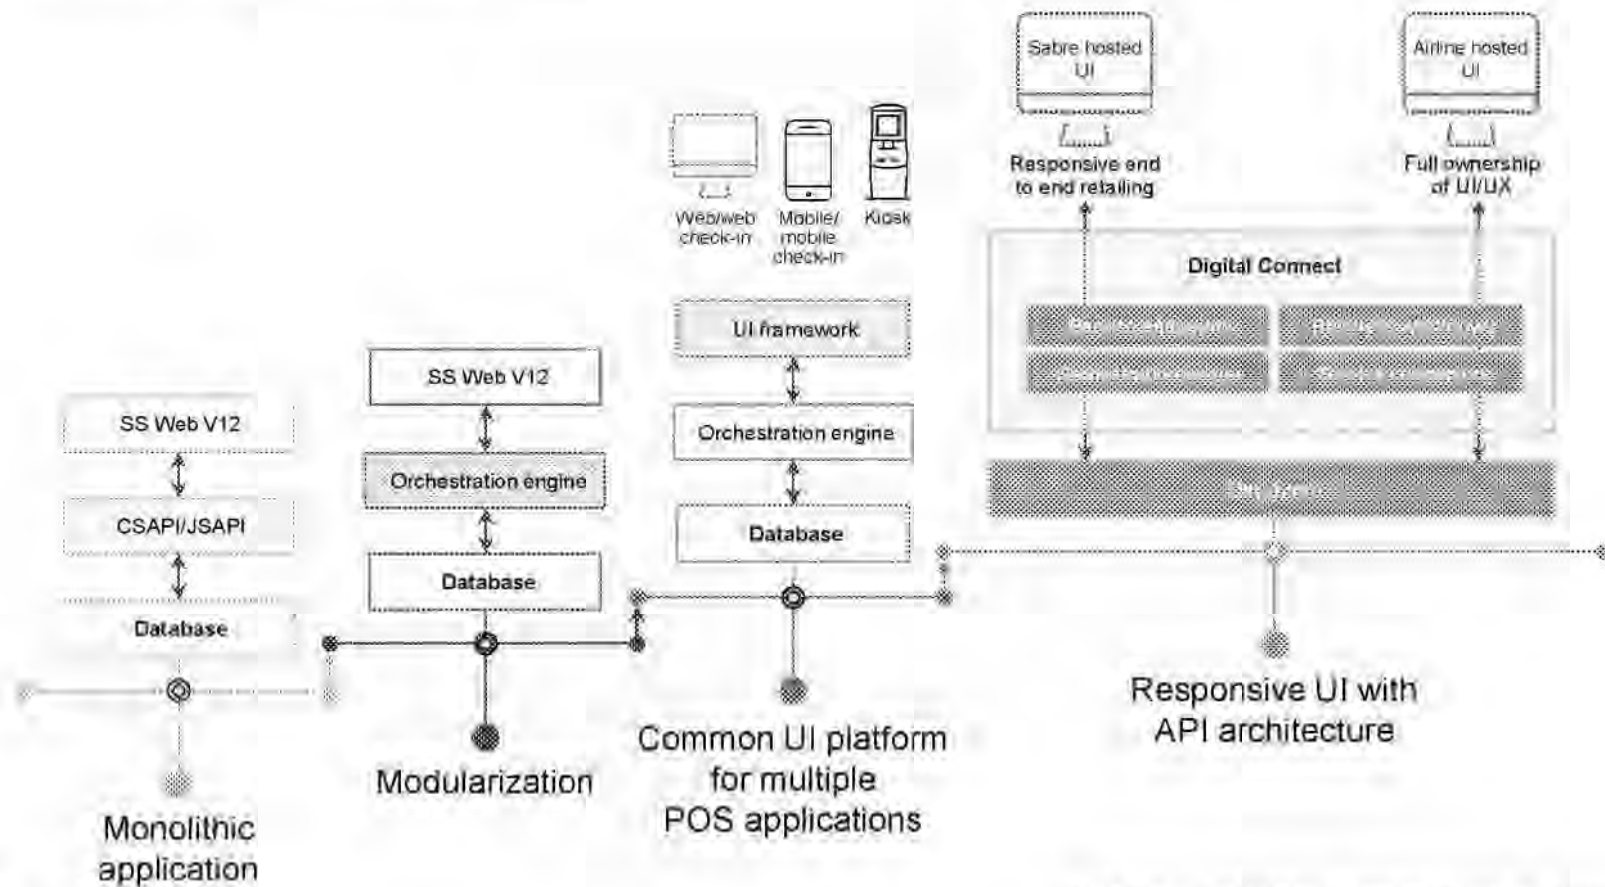 SS Web V12
CSAPI/JSAPI
Database
Monolithic
application
SS Web V12
Orchestration engine
Database
Modularization
Web/web
check-in
Mobile/
mobile
check-in
Kiosk
UI framework
Orchestration engine
Database
Common UI platform
for multiple
POS applications
Sabre hosted
UI
Responsive end
to end retailing
Airline hosted
UI
Full ownership
of UI/UX
Digital Connect
Responsive UI with
API architecture